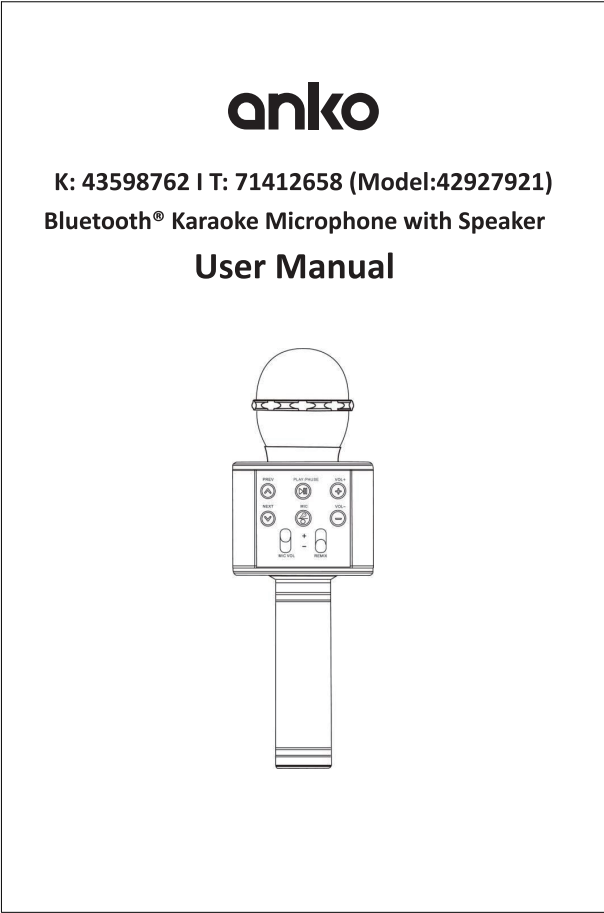 anko
K: 43598762 I T: 71412658 (Model:42927921)
Bluetooth® Karaoke Microphone with Speaker
User Manual
PREV PLAY/PAUSE VOL+
NEXT MIC VOL-
+
-
MIC VOL REMIX